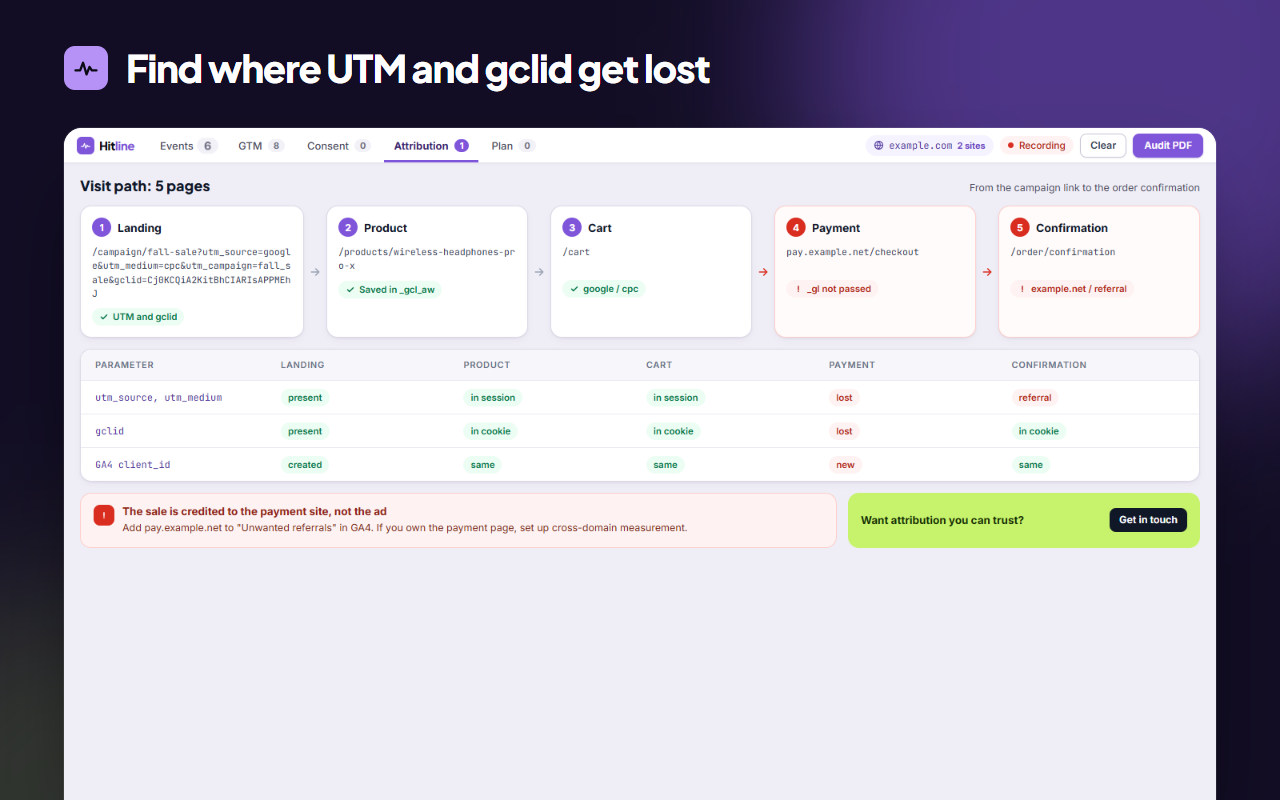 Find where UTM and gclid get lost
Hitline Events 6 GTM 8 Consent 0 Attribution 1 Plan 0 example.com 2 sites Recording Clear Audit PDF
Visit path: 5 pages
From the campaign link to the order confirmation
1 Landing
/campaign/fall-sale?utm_source=googl
e&utm_medium=cpc&utm_campaign=fall_s
ale&gclid=Cj0KCQiA2KitBhCIARIsAPPMEh
J
UTM and gclid
→
2 Product
/products/wireless-headphones-pr
o-x
Saved in _gcl_aw
→
3 Cart
/cart
google / cpc
→
4 Payment
pay.example.net/checkout
! _gl not passed
→
5 Confirmation
/order/confirmation
! example.net / referral
PARAMETER LANDING PRODUCT CART PAYMENT CONFIRMATION
utm_source, utm_medium present in session in session lost referral
gclid present in cookie in cookie lost in cookie
GA4 client_id created same same new same
! The sale is credited to the payment site, not the ad
Add pay.example.net to "Unwanted referrals" in GA4. If you own the payment page, set up cross-domain measurement.
Want attribution you can trust?
Get in touch